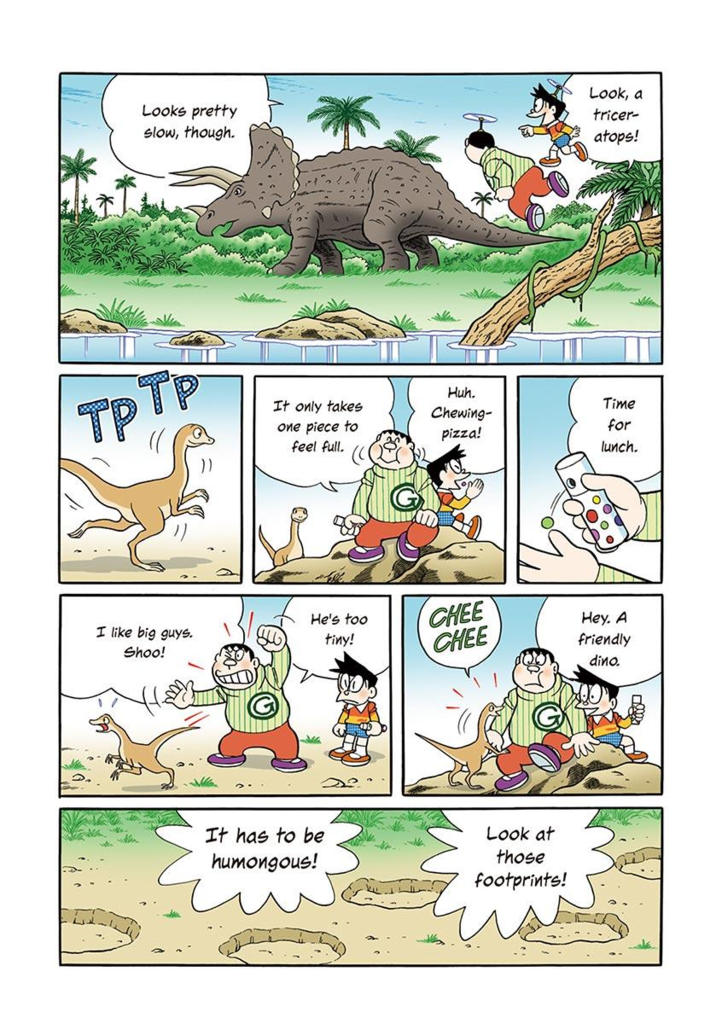 Look, a
tricer-
atops!
Looks pretty
slow, though.
Time
for
lunch.
Huh.
Chewing-
pizza!
It only takes
one piece to
feel full.
G
TP TP
Hey. A
friendly
dino.
CHEE
CHEE
G
He's too
tiny!
I like big guys.
Shoo!
G
Look at
those
footprints!
It has to be
humongous!